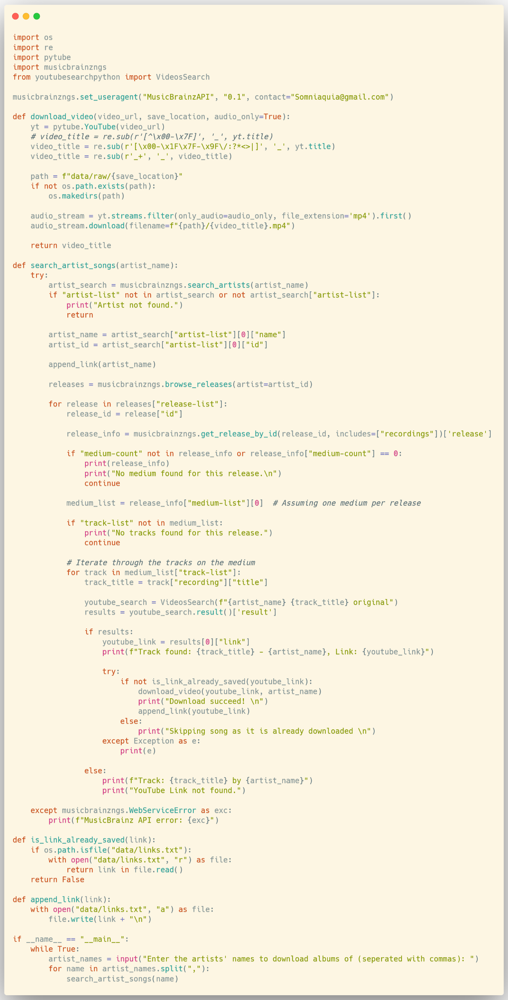 import os
import re
import pytube
import musicbrainzngs
from youtubesearchpython import VideosSearch

musicbrainzngs.set_useragent("MusicBrainzAPI", "0.1", contact="Somniaquia@gmail.com")

def download_video(video_url, save_location, audio_only=True):
    yt = pytube.YouTube(video_url)
    # video_title = re.sub(r'[^\x00-\x7F]', '_', yt.title)
    video_title = re.sub(r'[\x00-\x1F\x7F-\x9F\/:?*<>|]', '_', yt.title)
    video_title = re.sub(r'_+', '_', video_title)

    path = f"data/raw/{save_location}"
    if not os.path.exists(path):
        os.makedirs(path)

    audio_stream = yt.streams.filter(only_audio=audio_only, file_extension='mp4').first()
    audio_stream.download(filename=f"{path}/{video_title}.mp4")

    return video_title

def search_artist_songs(artist_name):
    try:
        artist_search = musicbrainzngs.search_artists(artist_name)
        if "artist-list" not in artist_search or not artist_search["artist-list"]:
            print("Artist not found.")
            return

        artist_name = artist_search["artist-list"][0]["name"]
        artist_id = artist_search["artist-list"][0]["id"]

        append_link(artist_name)

        releases = musicbrainzngs.browse_releases(artist=artist_id)

        for release in releases["release-list"]:
            release_id = release["id"]

            release_info = musicbrainzngs.get_release_by_id(release_id, includes=["recordings"])['release']

            if "medium-count" not in release_info or release_info["medium-count"] == 0:
                print(release_info)
                print("No medium found for this release.\n")
                continue

            medium_list = release_info["medium-list"][0]  # Assuming one medium per release

            if "track-list" not in medium_list:
                print("No tracks found for this release.")
                continue

            # Iterate through the tracks on the medium
            for track in medium_list["track-list"]:
                track_title = track["recording"]["title"]

                youtube_search = VideosSearch(f"{artist_name} {track_title} original")
                results = youtube_search.result()['result']

                if results:
                    youtube_link = results[0]["link"]
                    print(f"Track found: {track_title} - {artist_name}, Link: {youtube_link}")

                    try:
                        if not is_link_already_saved(youtube_link):
                            download_video(youtube_link, artist_name)
                            print("Download succeed! \n")
                            append_link(youtube_link)
                        else:
                            print("Skipping song as it is already downloaded \n")
                    except Exception as e:
                        print(e)

                else:
                    print(f"Track: {track_title} by {artist_name}")
                    print("YouTube Link not found.")

    except musicbrainzngs.WebServiceError as exc:
        print(f"MusicBrainz API error: {exc}")

def is_link_already_saved(link):
    if os.path.isfile("data/links.txt"):
        with open("data/links.txt", "r") as file:
            return link in file.read()
    return False

def append_link(link):
    with open("data/links.txt", "a") as file:
        file.write(link + "\n")

if __name__ == "__main__":
    while True:
        artist_names = input("Enter the artists' names to download albums of (seperated with commas): ")
        for name in artist_names.split(","):
            search_artist_songs(name)